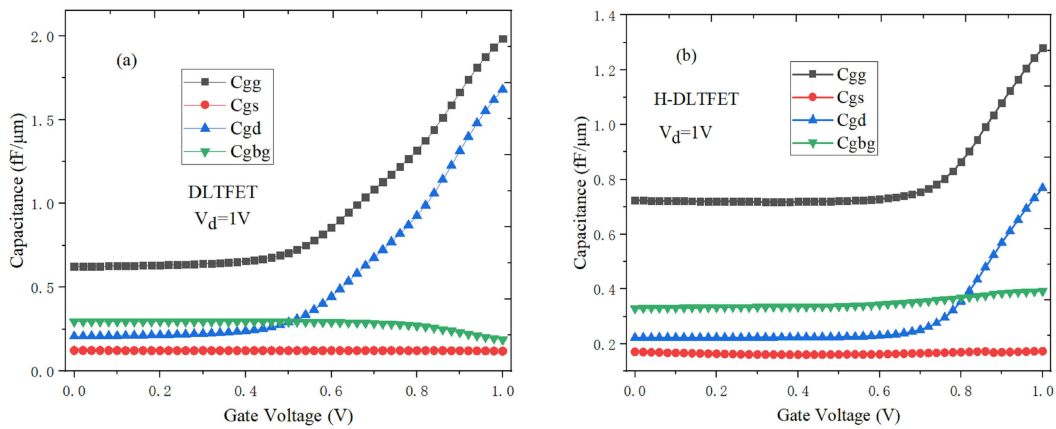 (a)
Cgg
Cgs
Cgd
Cgbg
DLTFET
Vd=1V
Capacitance (fF/μm)
2.0
1.5
1.0
0.5
0.0
0.0 0.2 0.4 0.6 0.8 1.0
Gate Voltage (V)
(b)
Cgg
Cgs
Cgd
Cgbg
H-DLTFET
Vd=1V
Capacitance (fF/μm)
1.4
1.2
1.0
0.8
0.6
0.4
0.2
0.0 0.2 0.4 0.6 0.8 1.0
Gate Voltage (V)